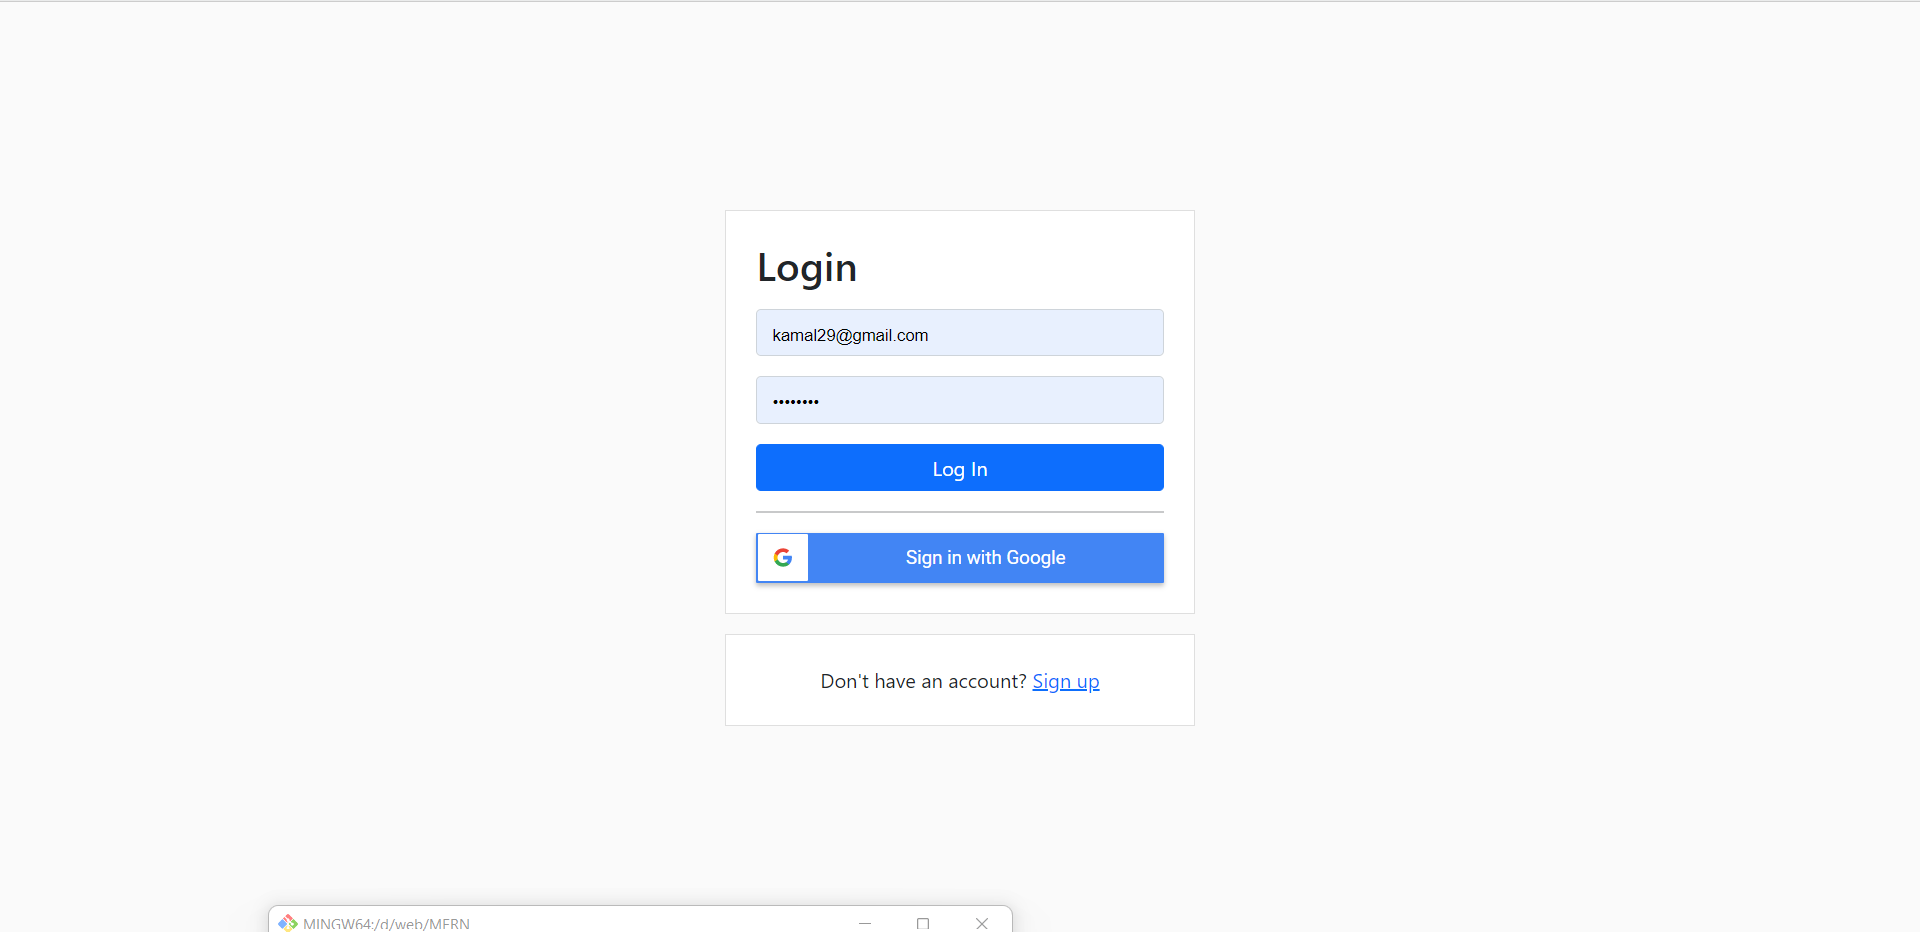 Login
kamal29@gmail.com
••••••••
Log In
Sign in with Google
Don't have an account? Sign up
MINGW64:/d/web/MERN